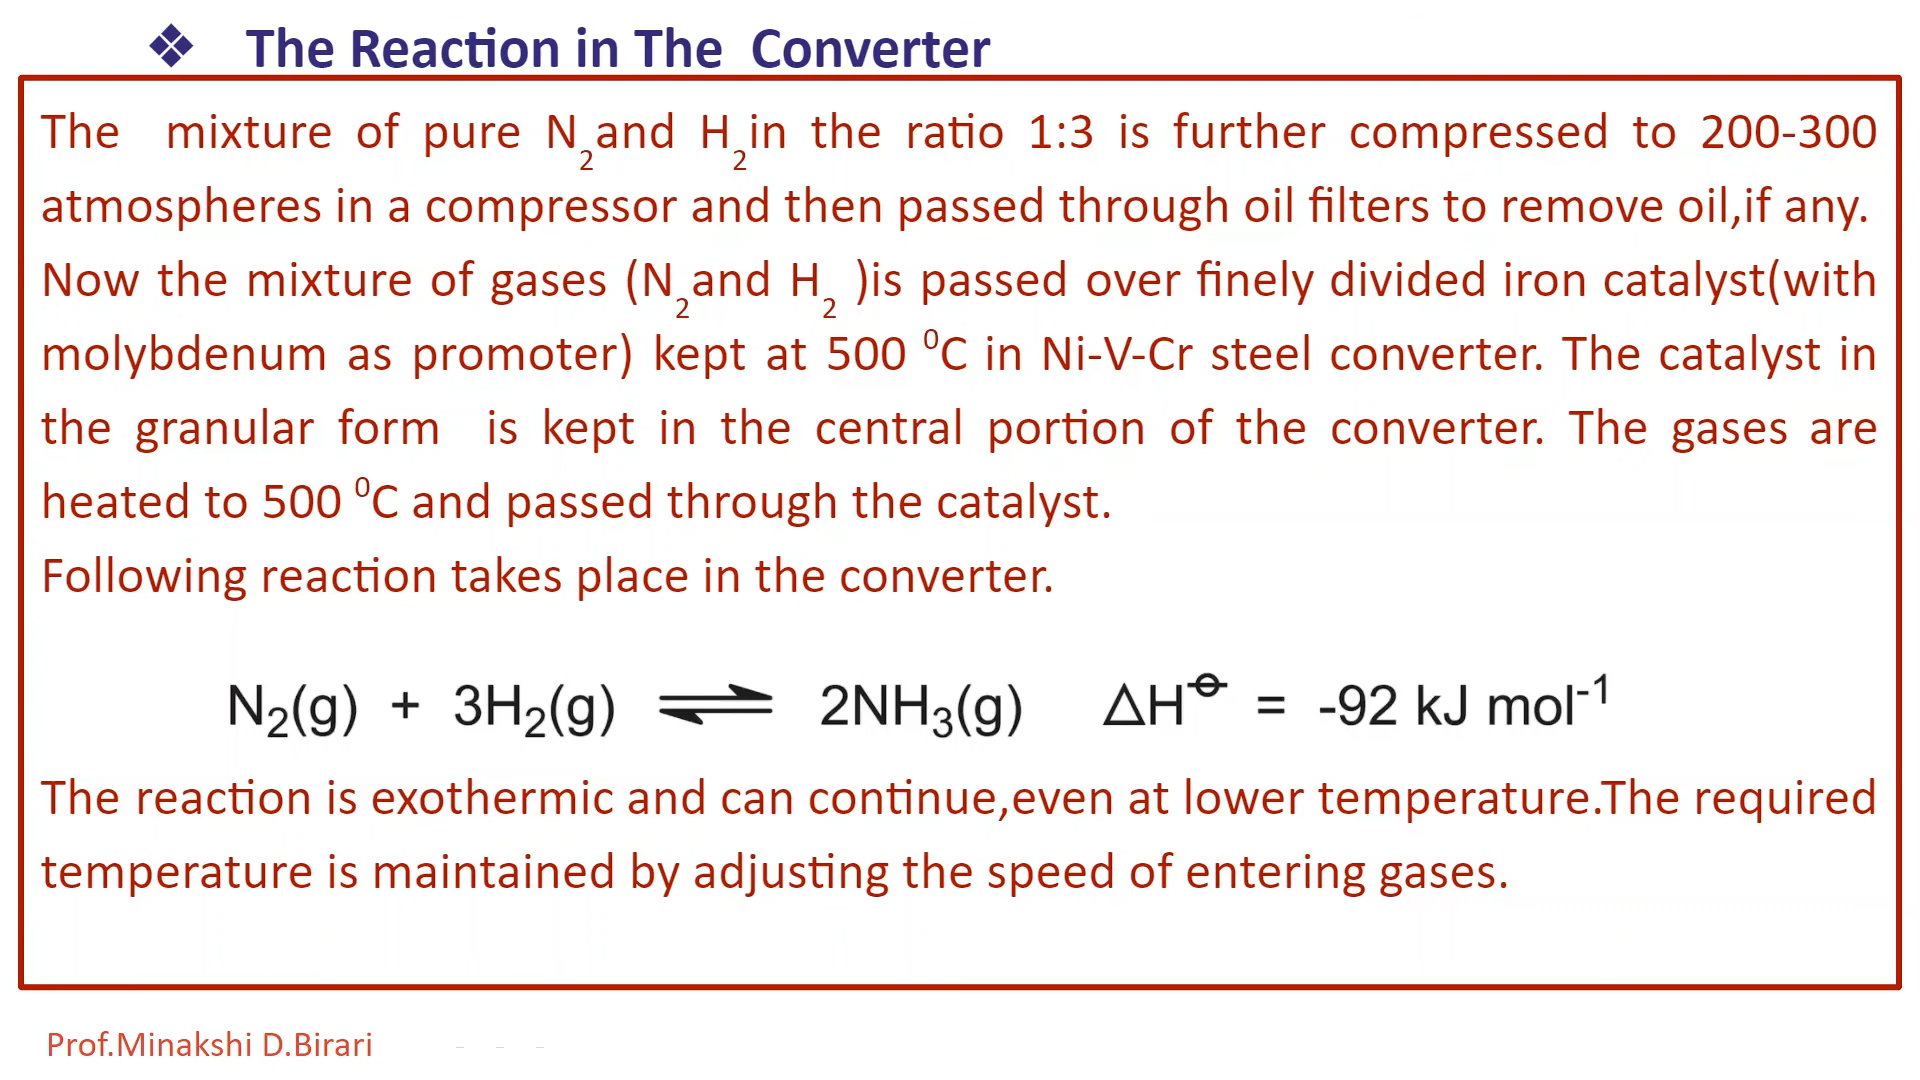 ❖ The Reaction in The Converter
The mixture of pure N₂and H₂in the ratio 1:3 is further compressed to 200-300
atmospheres in a compressor and then passed through oil filters to remove oil,if any.
Now the mixture of gases (N₂and H₂ )is passed over finely divided iron catalyst(with
molybdenum as promoter) kept at 500 ⁰C in Ni-V-Cr steel converter. The catalyst in
the granular form is kept in the central portion of the converter. The gases are
heated to 500 ⁰C and passed through the catalyst.
Following reaction takes place in the converter.
N₂(g) + 3H₂(g) ⇌ 2NH₃(g) ΔH⦵ = -92 kJ mol⁻¹
The reaction is exothermic and can continue,even at lower temperature.The required
temperature is maintained by adjusting the speed of entering gases.
Prof.Minakshi D.Birari